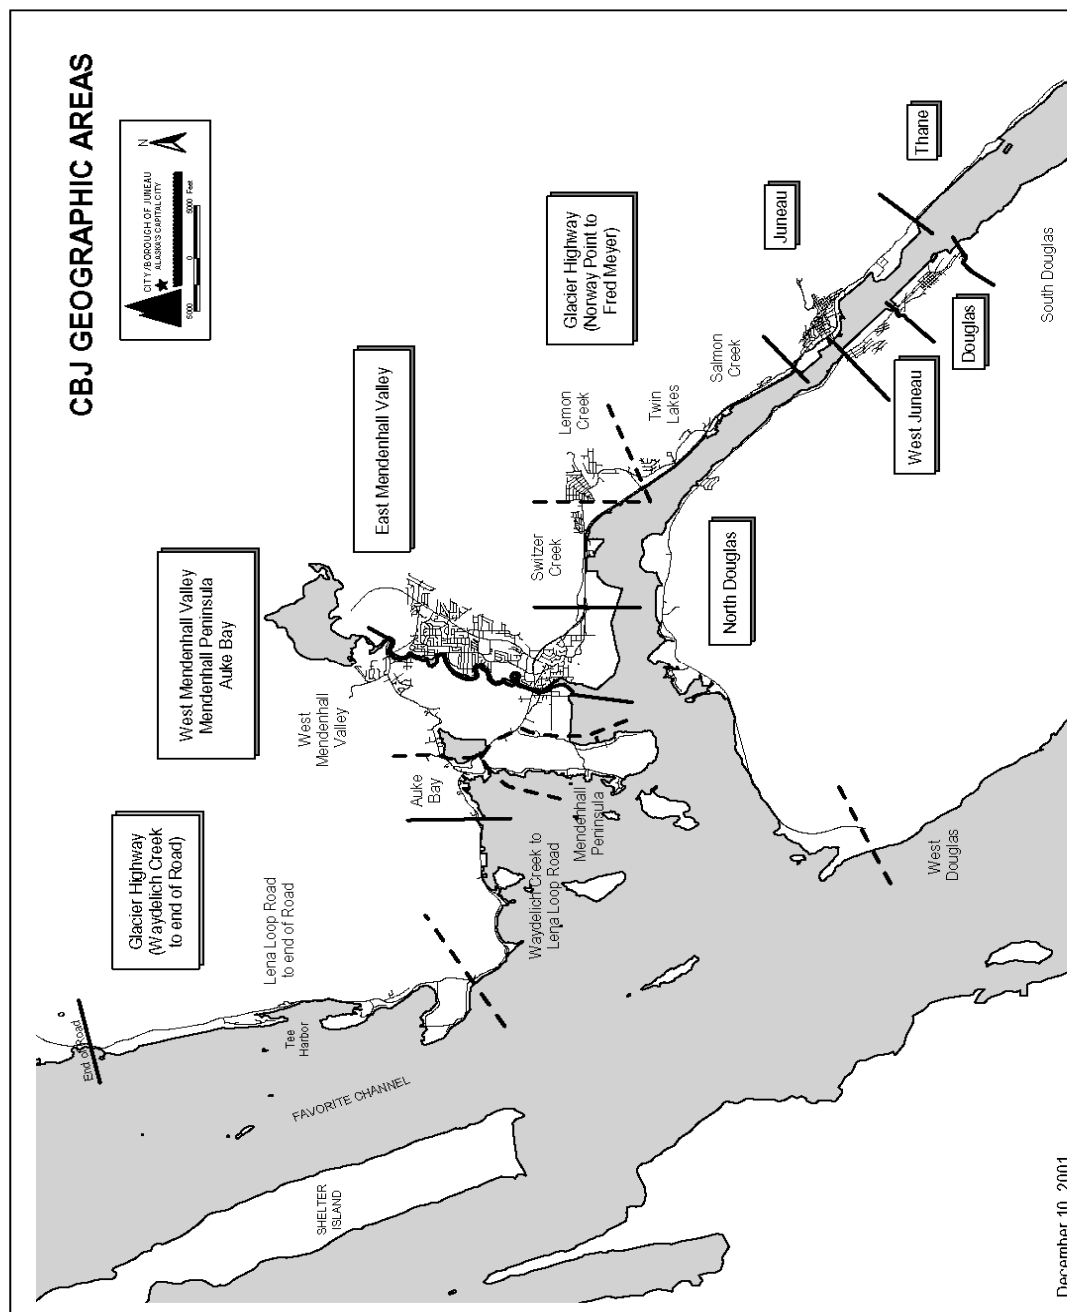 CBJ GEOGRAPHIC AREAS
CITY/BOROUGH OF JUNEAU
ALASKA'S CAPITAL CITY
5000 0 5000 Feet
N
Glacier Highway
(Waydelich Creek
to end of Road)
West Mendenhall Valley
Mendenhall Peninsula
Auke Bay
East Mendenhall Valley
Glacier Highway
(Norway Point to
Fred Meyer)
Juneau
Thane
End of Road
Lena Loop Road
to end of Road
Tee
Harbor
FAVORITE CHANNEL
SHELTER
ISLAND
West
Mendenhall
Valley
Auke
Bay
Waydelich Creek to
Lena Loop Road
Mendenhall
Peninsula
Switzer
Creek
Lemon
Creek
Twin
Lakes
Salmon
Creek
North Douglas
West Juneau
Douglas
West
Douglas
South Douglas
December 10, 2001